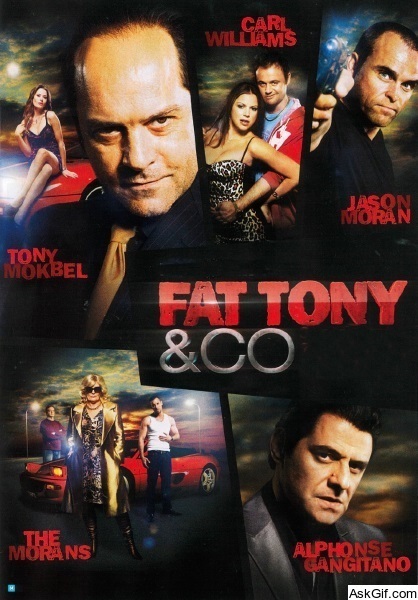 CARL
WILLIAMS
JASON
MORAN
TONY
MOKBEL
FAT TONY
&CO
THE
MORANS
ALPHONSE
GANGITANO
AskGif.com